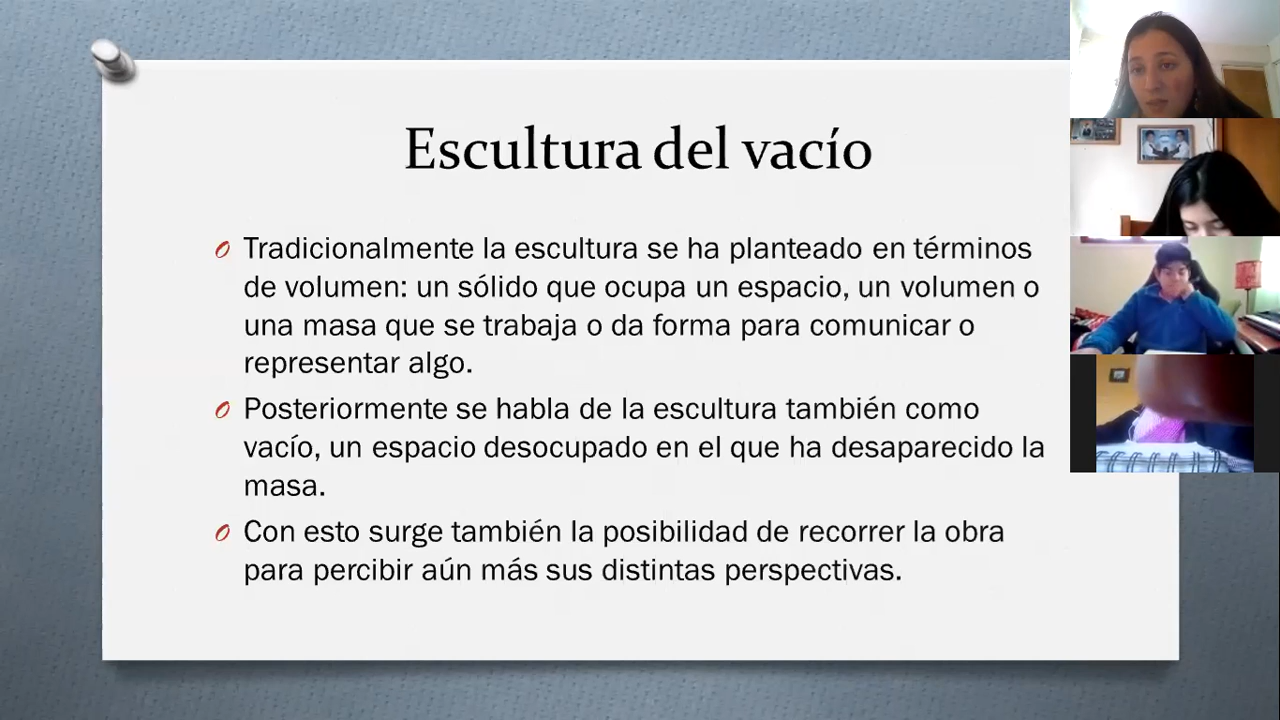 Escultura del vacío
Tradicionalmente la escultura se ha planteado en términos
de volumen: un sólido que ocupa un espacio, un volumen o
una masa que se trabaja o da forma para comunicar o
representar algo.
Posteriormente se habla de la escultura también como
vacío, un espacio desocupado en el que ha desaparecido la
masa.
Con esto surge también la posibilidad de recorrer la obra
para percibir aún más sus distintas perspectivas.